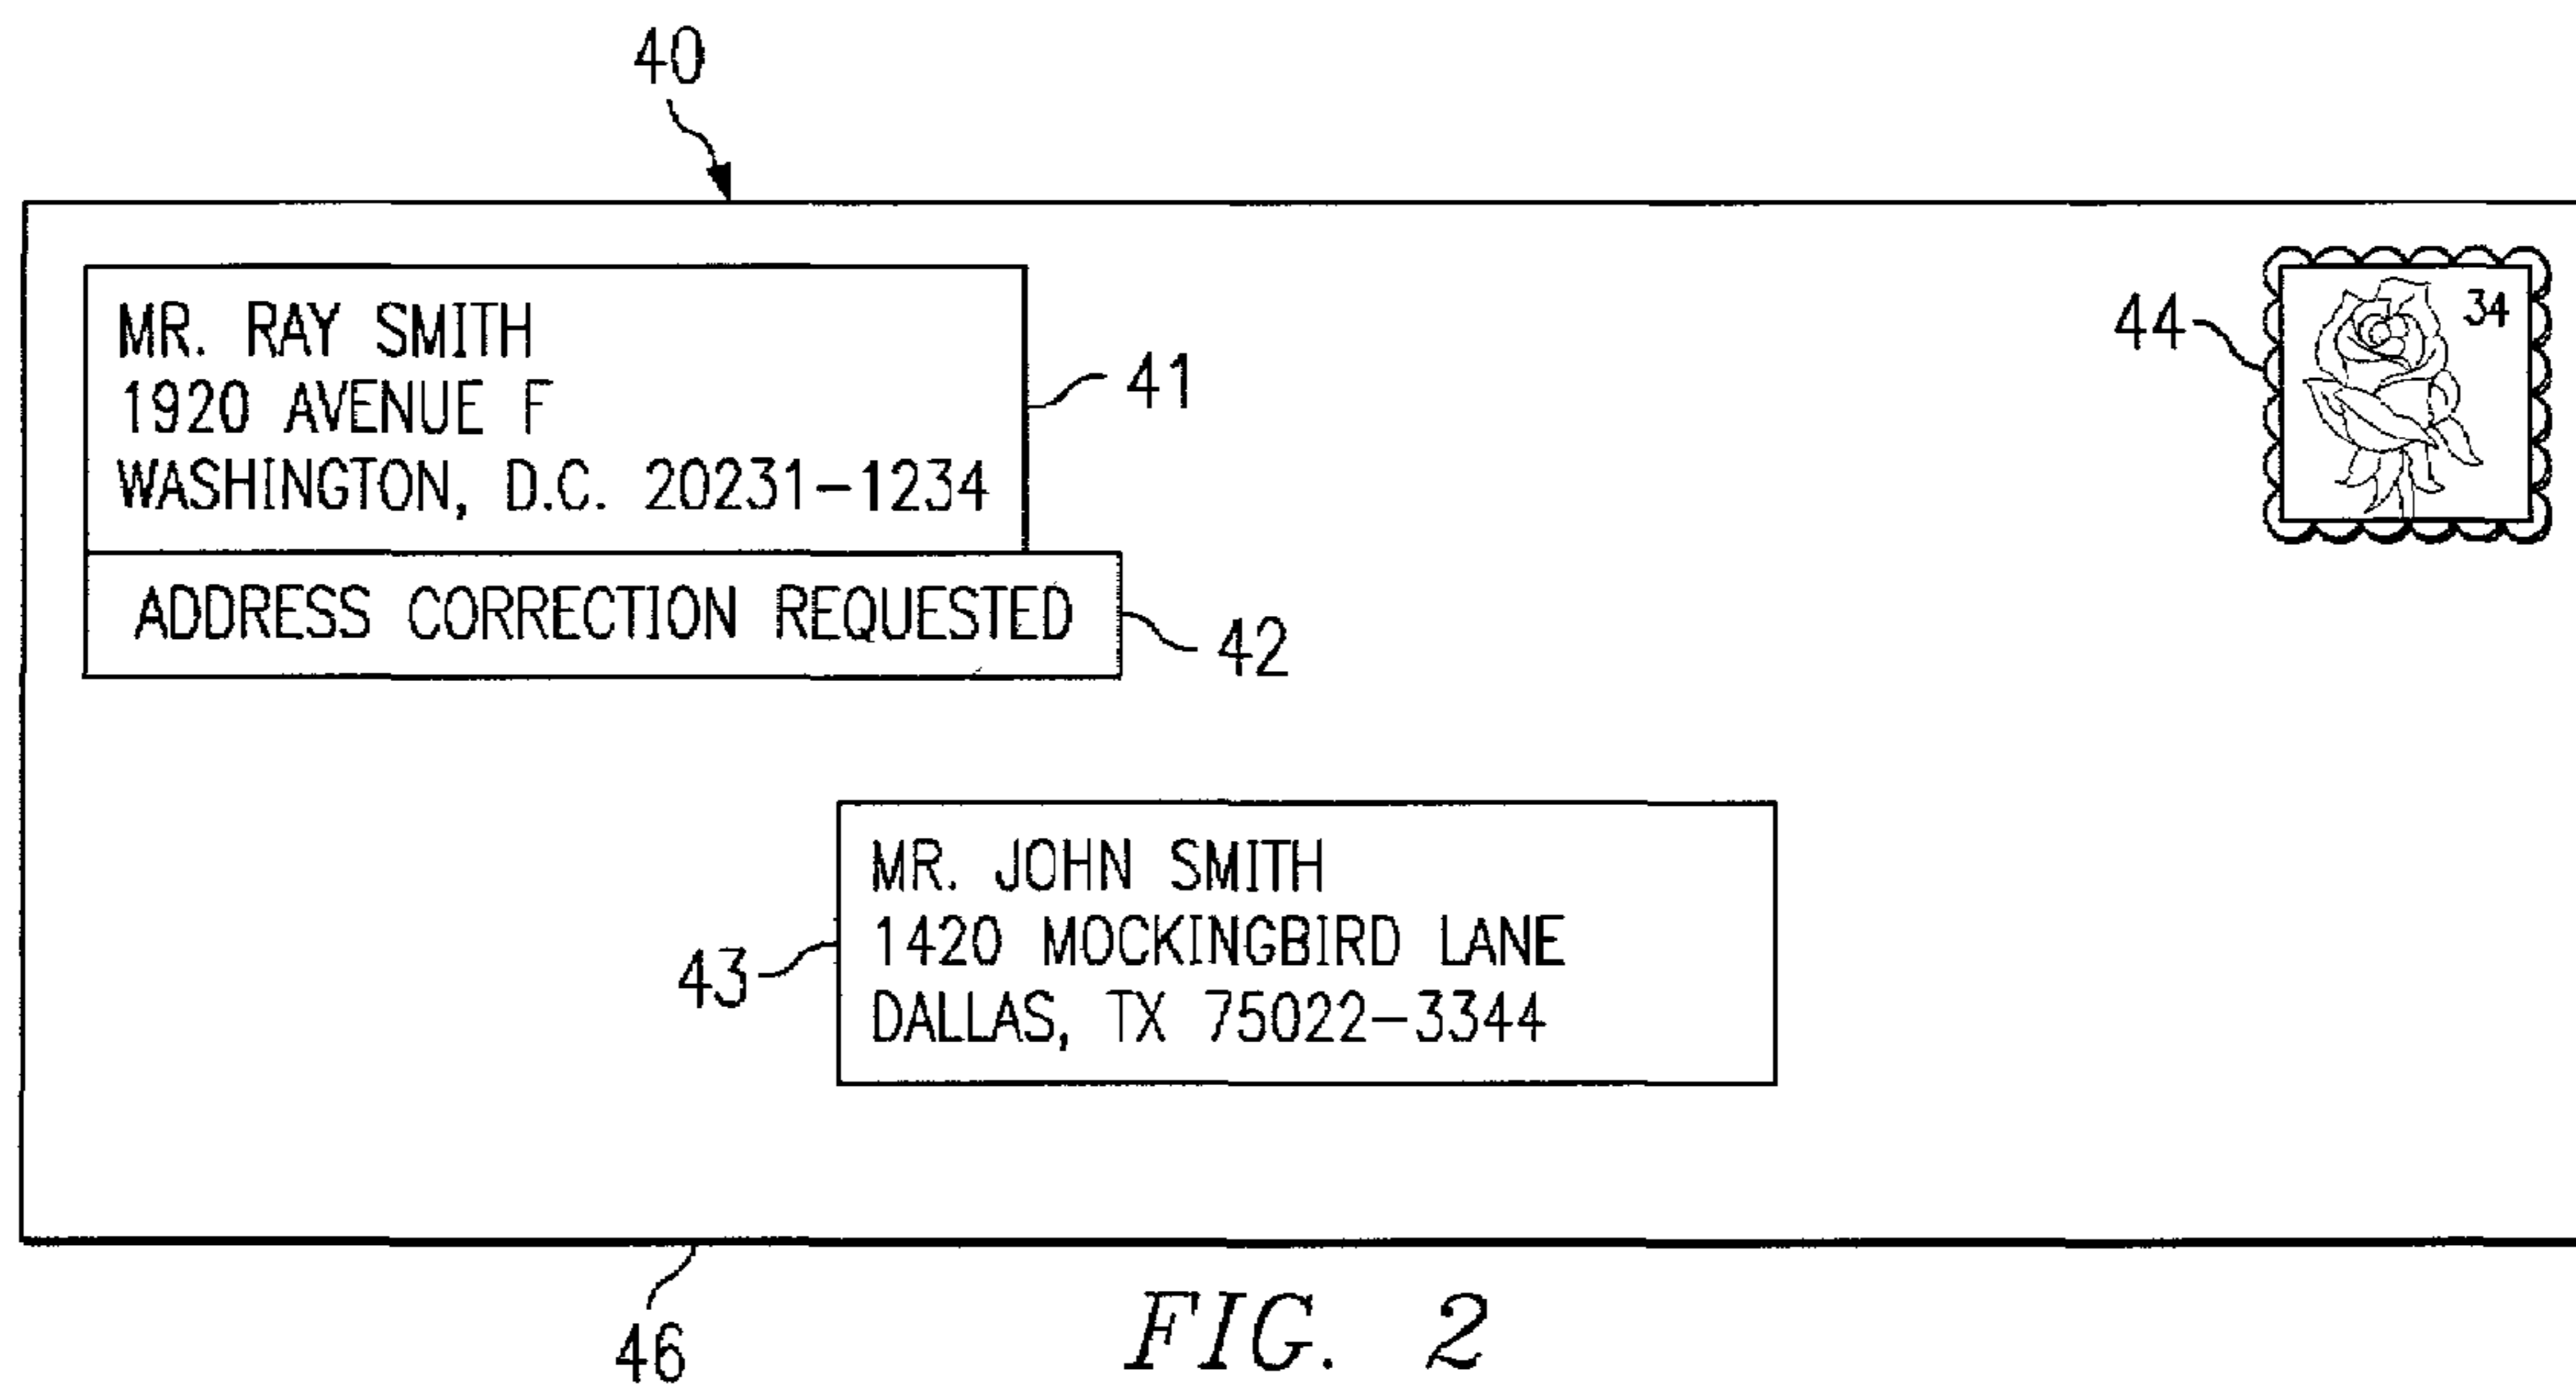 40
MR. RAY SMITH
1920 AVENUE F
WASHINGTON, D.C. 20231-1234
41
ADDRESS CORRECTION REQUESTED
42
44
34
MR. JOHN SMITH
1420 MOCKINGBIRD LANE
DALLAS, TX 75022-3344
43
46
FIG. 2